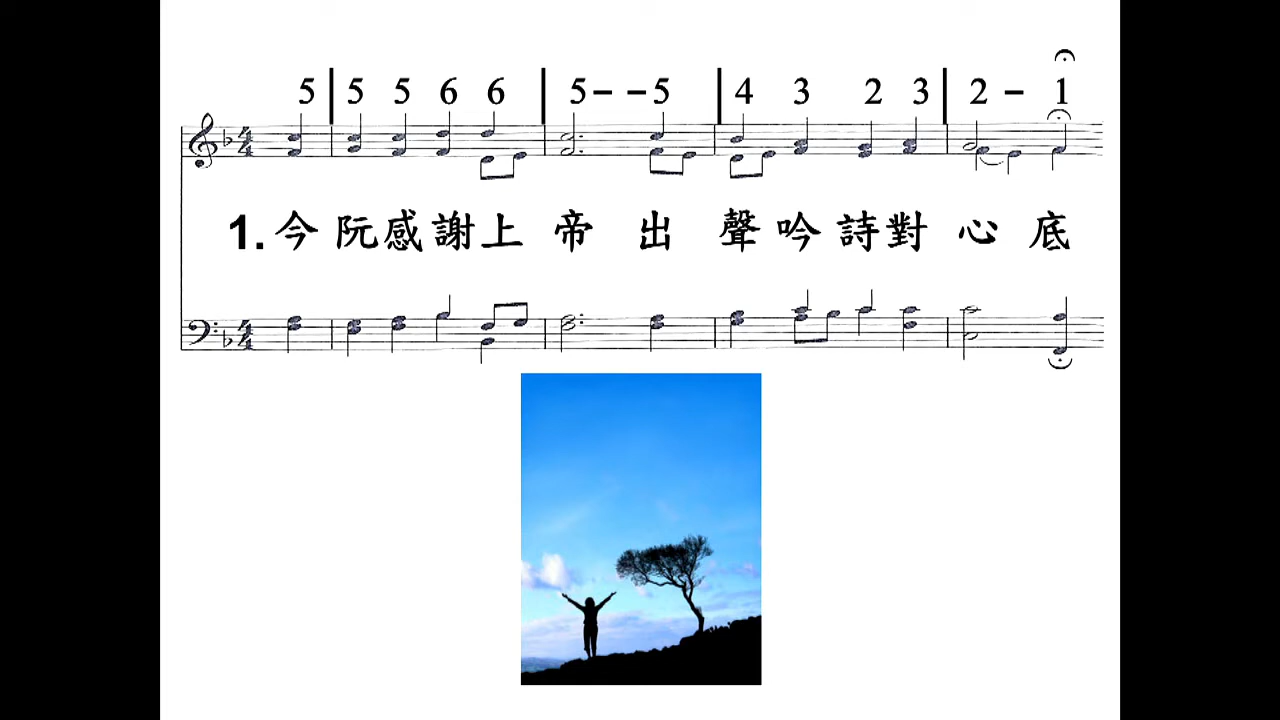 5 | 5 5 6 6 | 5 – – 5 | 4 3 2 3 | 2 – 1
1. 今 阮感謝上 帝 出 聲吟詩對 心 底